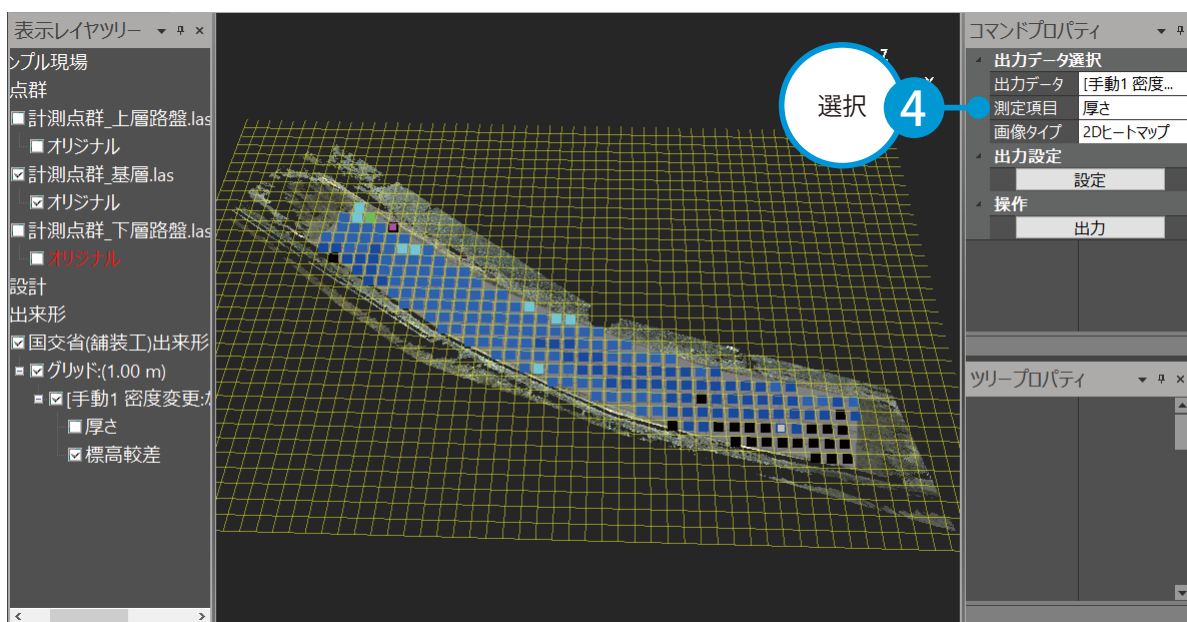 表示レイヤツリー
ンプル現場
点群
計測点群_上層路盤.las
オリジナル
計測点群_基層.las
オリジナル
計測点群_下層路盤.las
オリジナル
設計
出来形
国交省(舗装工)出来形
グリッド:(1.00 m)
[手動1 密度変更:
厚さ
標高較差
選択
4
コマンドプロパティ
出力データ選択
出力データ [手動1 密度...
測定項目 厚さ
画像タイプ 2Dヒートマップ
出力設定
設定
操作
出力
ツリープロパティ